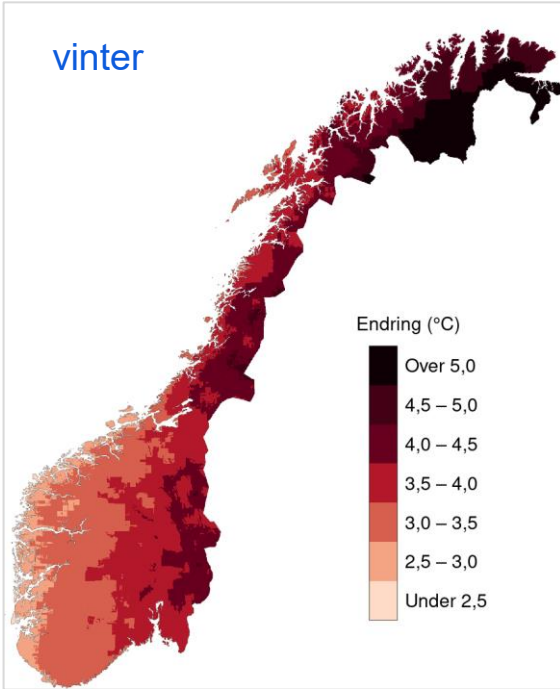 vinter
Endring (°C)
Over 5,0
4,5 – 5,0
4,0 – 4,5
3,5 – 4,0
3,0 – 3,5
2,5 – 3,0
Under 2,5